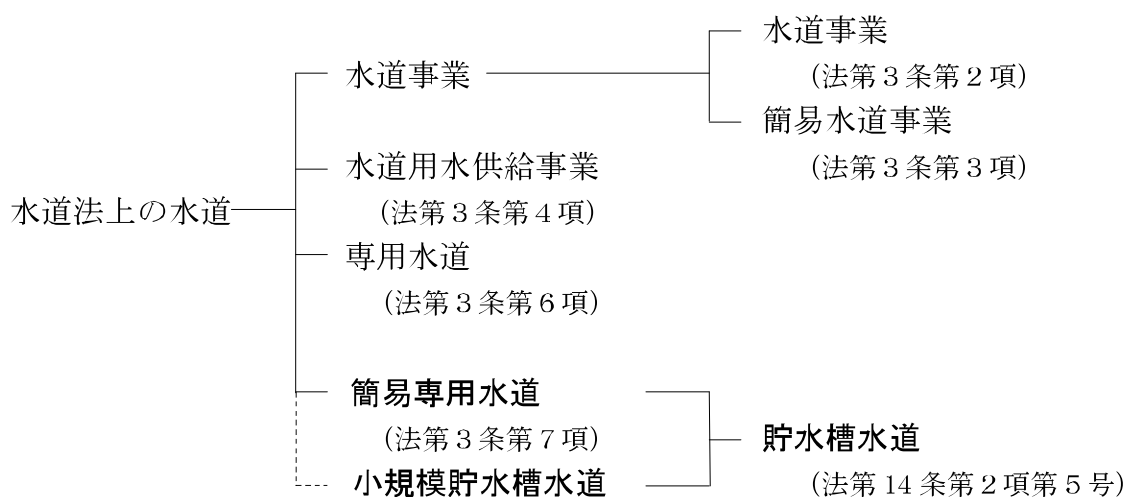 水道事業
(法第3条第2項)
水道事業
簡易水道事業
(法第3条第3項)
水道用水供給事業
(法第3条第4項)
水道法上の水道
専用水道
(法第3条第6項)
簡易専用水道
(法第3条第7項)
貯水槽水道
小規模貯水槽水道
(法第14条第2項第5号)